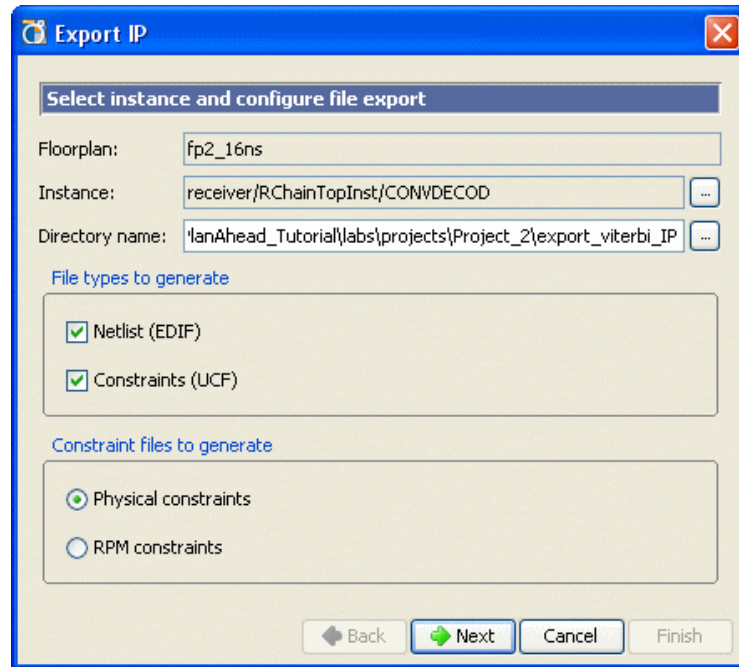 Export IP
Select instance and configure file export
Floorplan: fp2_16ns
Instance: receiver/RChainTopInst/CONVDECOD ...
Directory name: 'lanAhead_Tutorial\labs\projects\Project_2\export_viterbi_IP ...
File types to generate
Netlist (EDIF)
Constraints (UCF)
Constraint files to generate
Physical constraints
RPM constraints
Back Next Cancel Finish